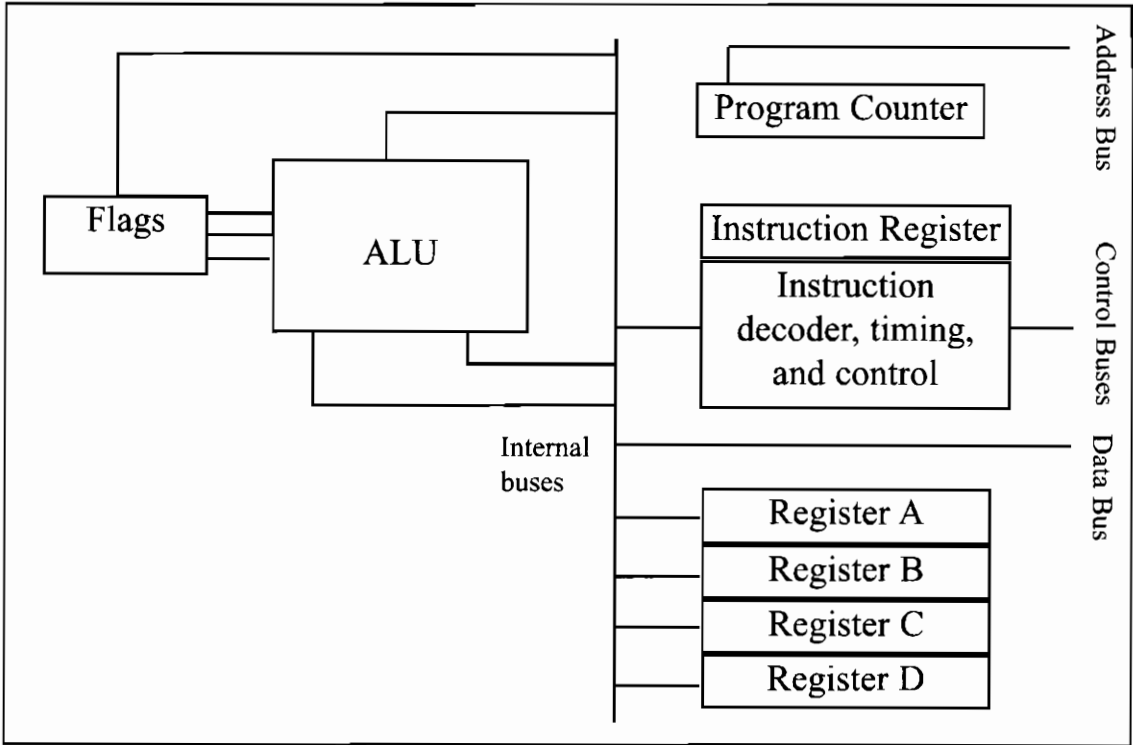 Program Counter
Address Bus
Flags
ALU
Instruction Register
Instruction
decoder, timing,
and control
Control Buses
Internal
buses
Data Bus
Register A
Register B
Register C
Register D